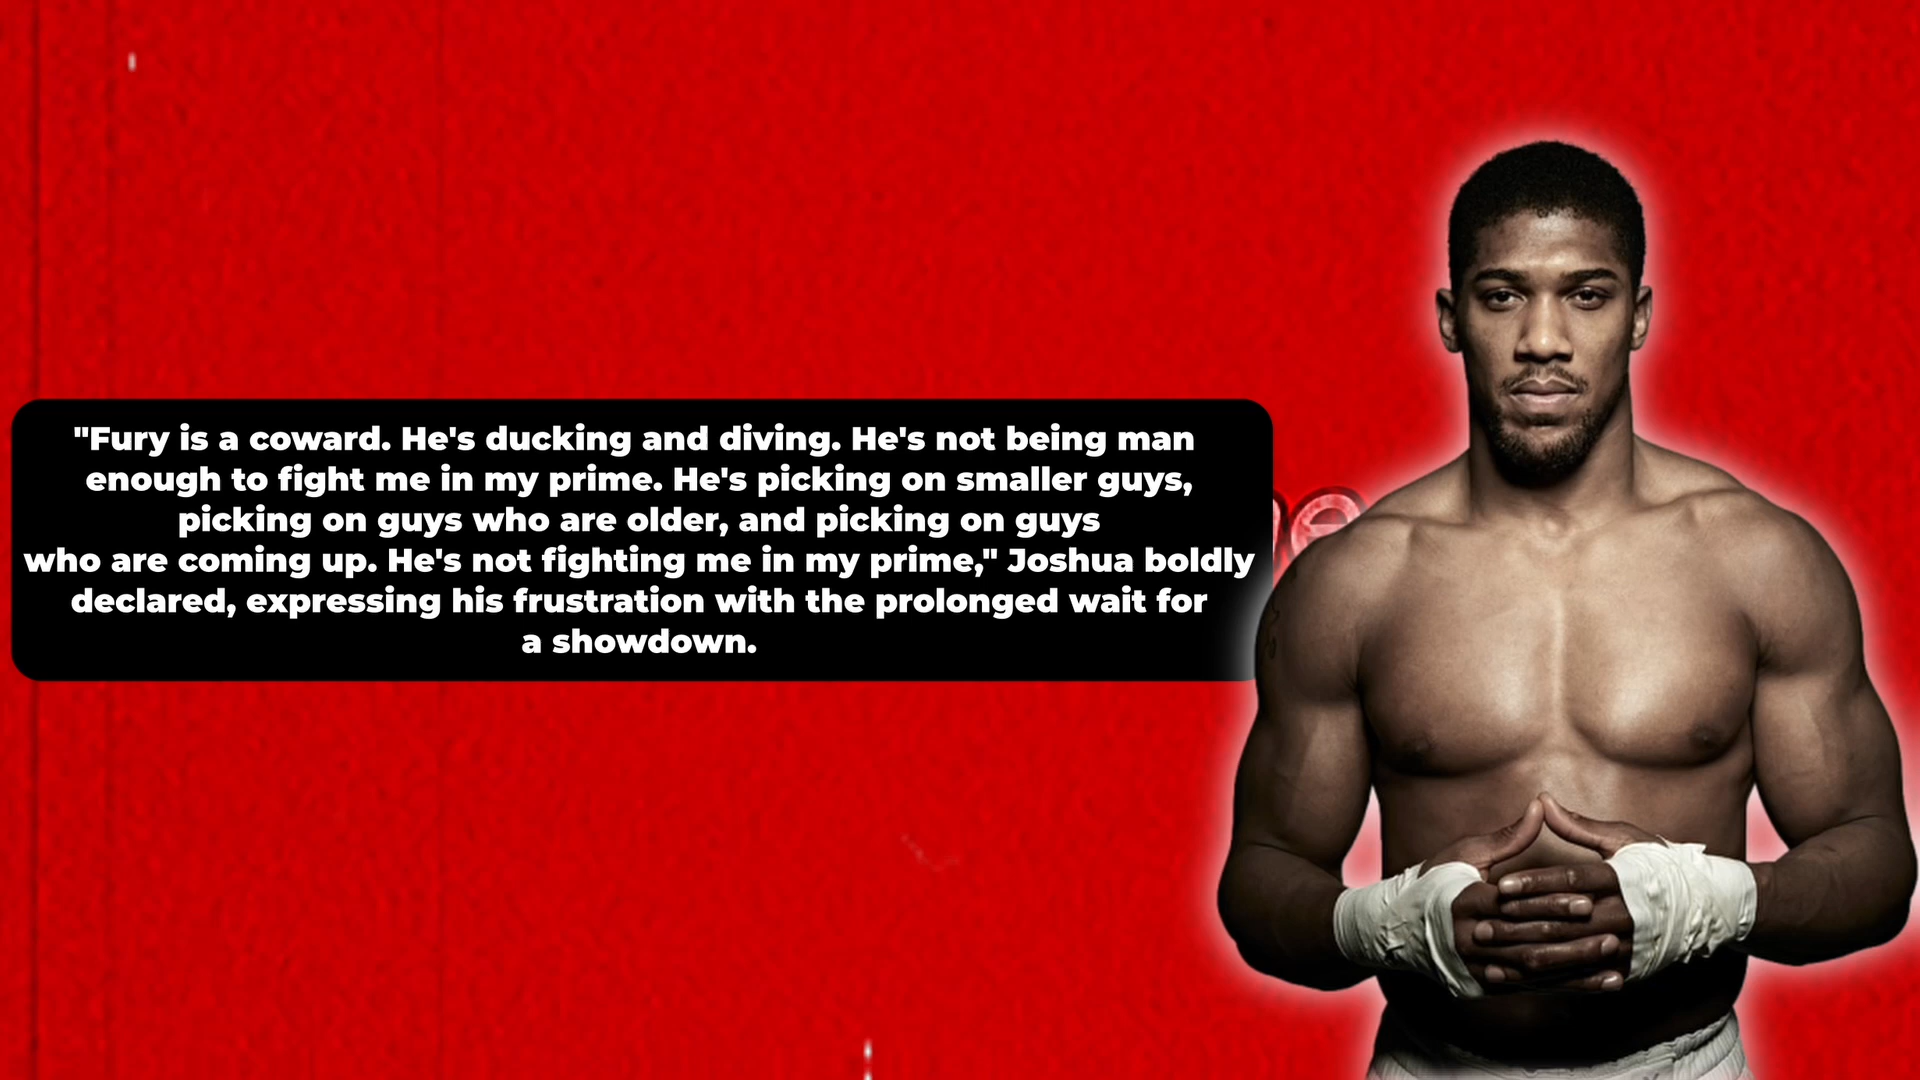 "Fury is a coward. He's ducking and diving. He's not being man
enough to fight me in my prime. He's picking on smaller guys,
picking on guys who are older, and picking on guys
who are coming up. He's not fighting me in my prime," Joshua boldly
declared, expressing his frustration with the prolonged wait for
a showdown.